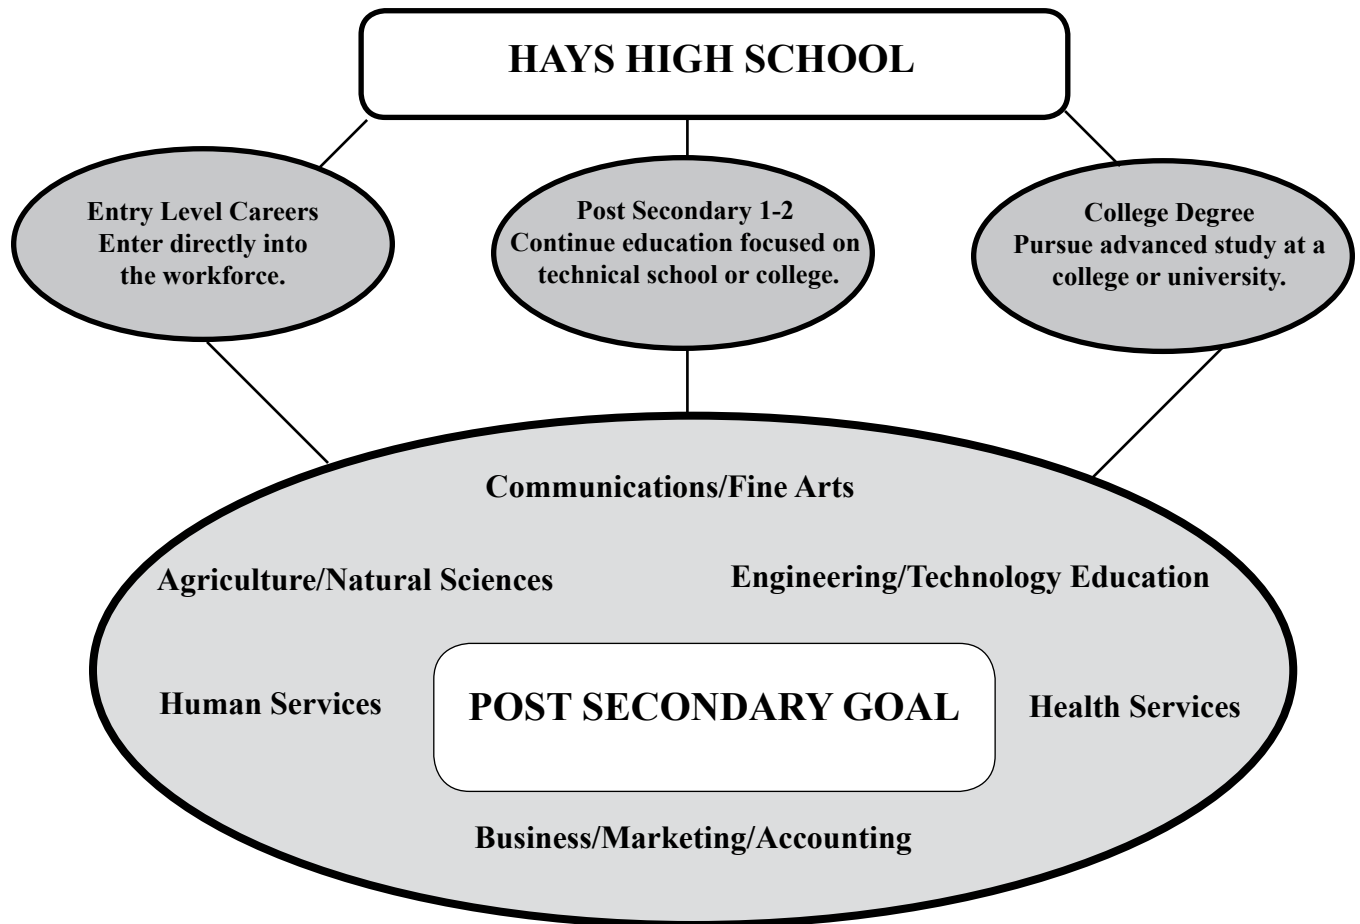 HAYS HIGH SCHOOL
Entry Level Careers
Enter directly into
the workforce.
Post Secondary 1-2
Continue education focused on
technical school or college.
College Degree
Pursue advanced study at a
college or university.
Communications/Fine Arts
Agriculture/Natural Sciences
Engineering/Technology Education
Human Services
POST SECONDARY GOAL
Health Services
Business/Marketing/Accounting